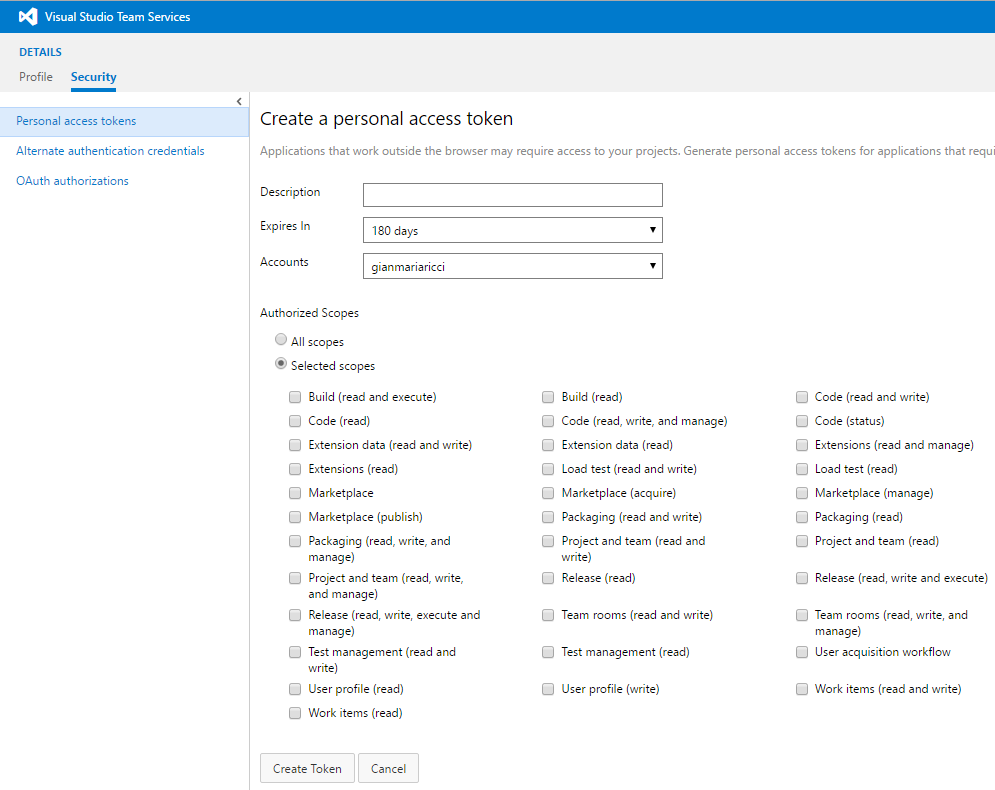 Visual Studio Team Services
DETAILS
Profile Security
Personal access tokens
Alternate authentication credentials
OAuth authorizations
Create a personal access token
Applications that work outside the browser may require access to your projects. Generate personal access tokens for applications that requi
Description
Expires In 180 days
Accounts gianmariaricci
Authorized Scopes
All scopes
Selected scopes
Build (read and execute) Build (read) Code (read and write)
Code (read) Code (read, write, and manage) Code (status)
Extension data (read and write) Extension data (read) Extensions (read and manage)
Extensions (read) Load test (read and write) Load test (read)
Marketplace Marketplace (acquire) Marketplace (manage)
Marketplace (publish) Packaging (read and write) Packaging (read)
Packaging (read, write, and Project and team (read and Project and team (read)
manage) write)
Project and team (read, write, Release (read) Release (read, write and execute)
and manage)
Release (read, write, execute and Team rooms (read and write) Team rooms (read, write, and
manage) manage)
Test management (read and Test management (read) User acquisition workflow
write)
User profile (read) User profile (write) Work items (read and write)
Work items (read)
Create Token Cancel